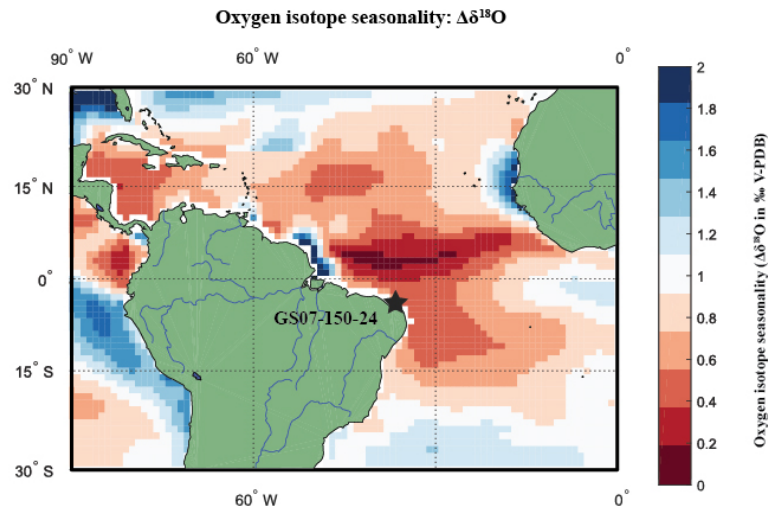 Oxygen isotope seasonality: Δδ¹⁸O
90° W
60° W
0°
30° N
15° N
0°
15° S
30° S
GS07-150-24
60° W
0°
2
1.8
1.6
1.4
1.2
1
0.8
0.6
0.4
0.2
0
Oxygen isotope seasonality (Δδ¹⁸O in ‰ V-PDB)